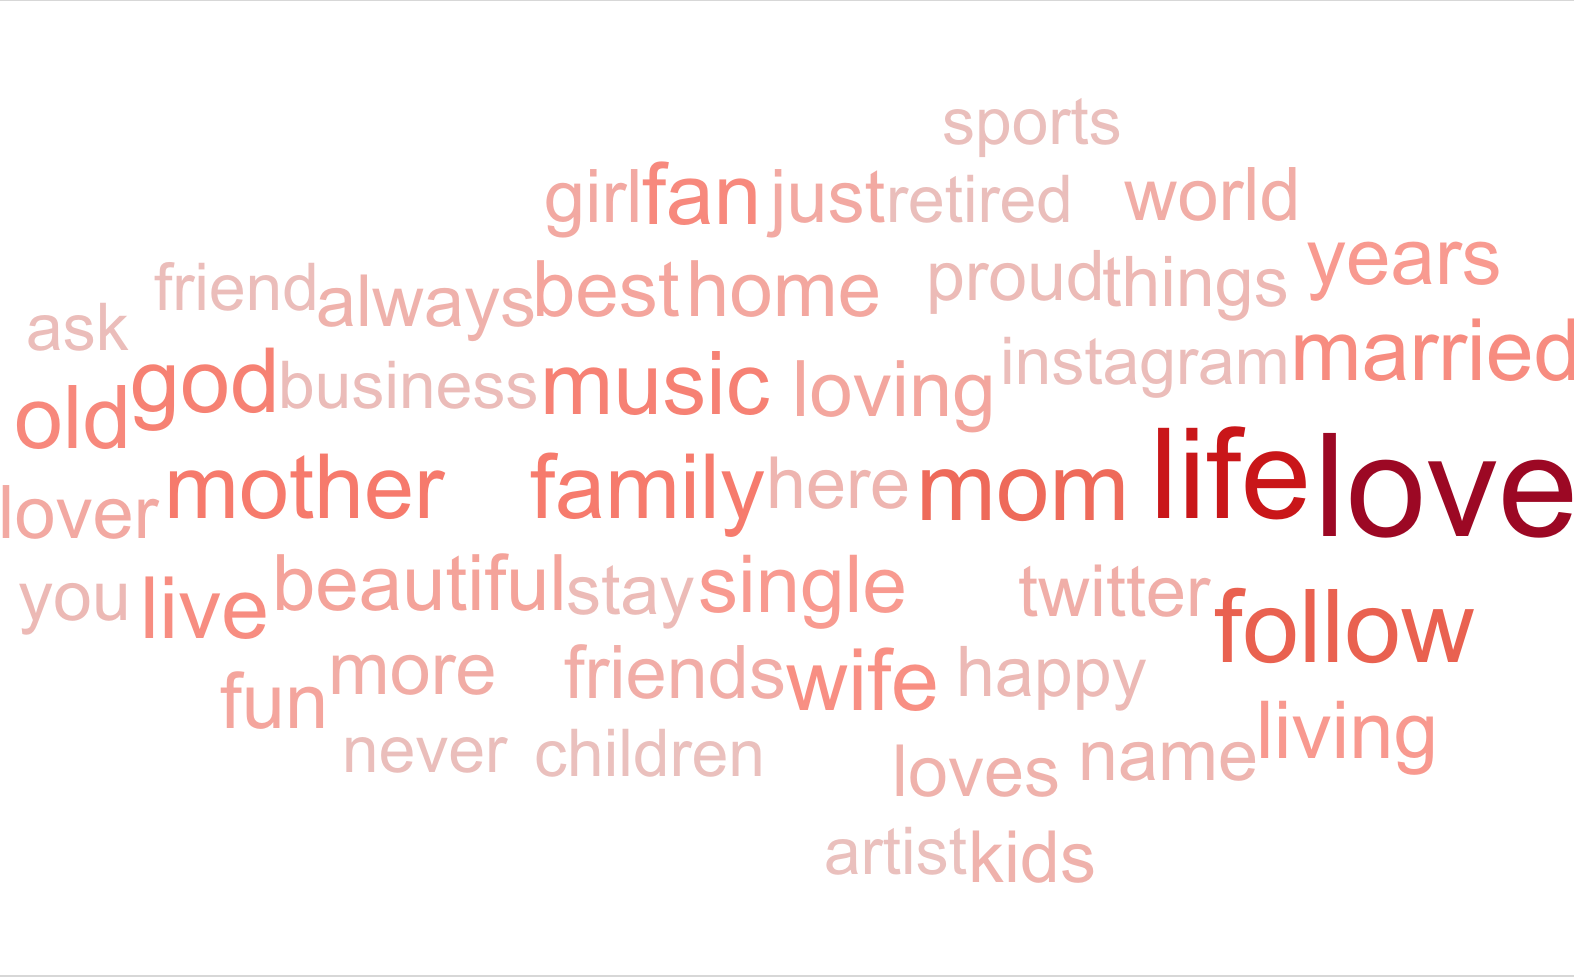 sports
girl fan just retired world
years
friend always best home proud things
ask
god business music loving instagram married
old
life love
mother family here mom
lover
you live beautiful stay single twitter follow
fun more friends wife happy
living
never children loves name
artist kids